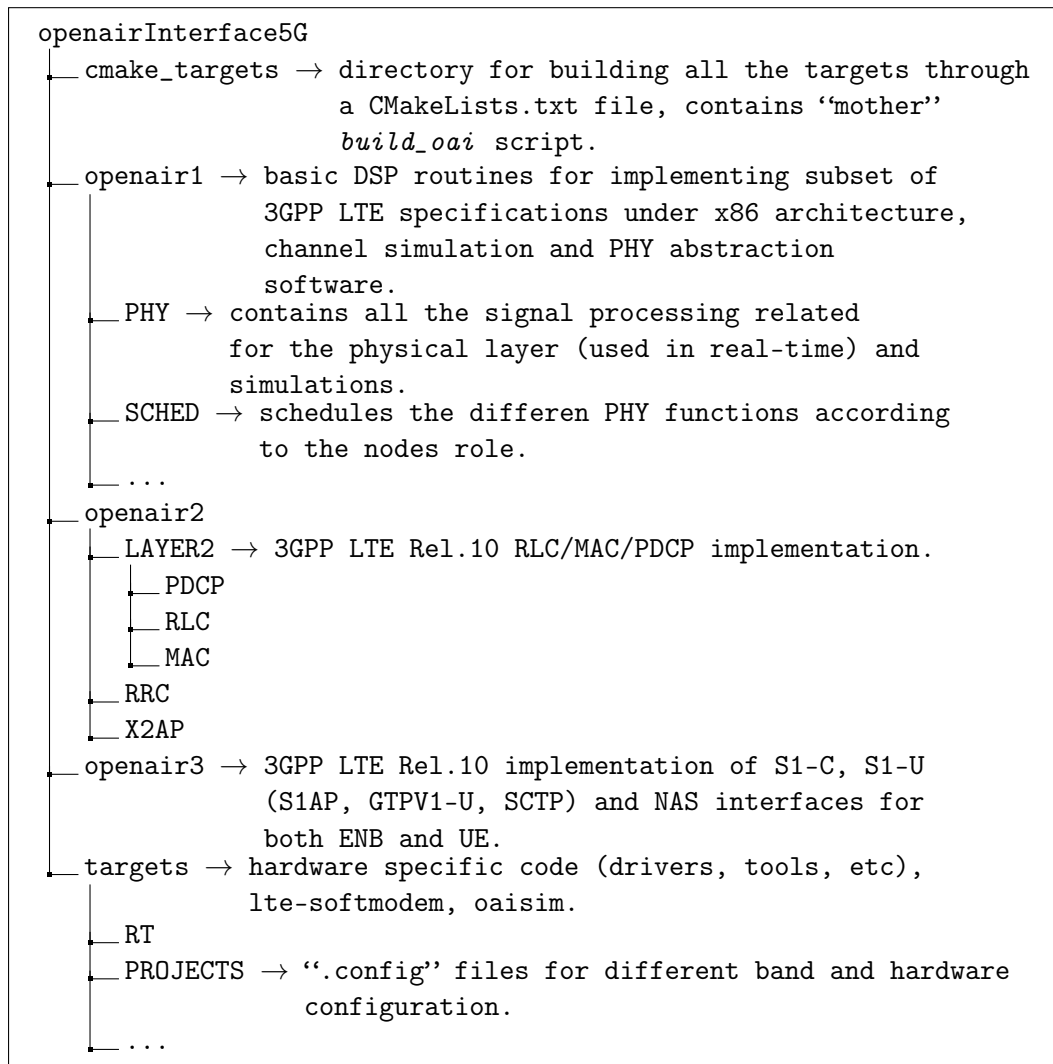 openairInterface5G
cmake_targets → directory for building all the targets through
a CMakeLists.txt file, contains “mother”
build_oai script.
openair1 → basic DSP routines for implementing subset of
3GPP LTE specifications under x86 architecture,
channel simulation and PHY abstraction
software.
PHY → contains all the signal processing related
for the physical layer (used in real-time) and
simulations.
SCHED → schedules the differen PHY functions according
to the nodes role.
...
openair2
LAYER2 → 3GPP LTE Rel.10 RLC/MAC/PDCP implementation.
PDCP
RLC
MAC
RRC
X2AP
openair3 → 3GPP LTE Rel.10 implementation of S1-C, S1-U
(S1AP, GTPV1-U, SCTP) and NAS interfaces for
both ENB and UE.
targets → hardware specific code (drivers, tools, etc),
lte-softmodem, oaisim.
RT
PROJECTS → “.config” files for different band and hardware
configuration.
...